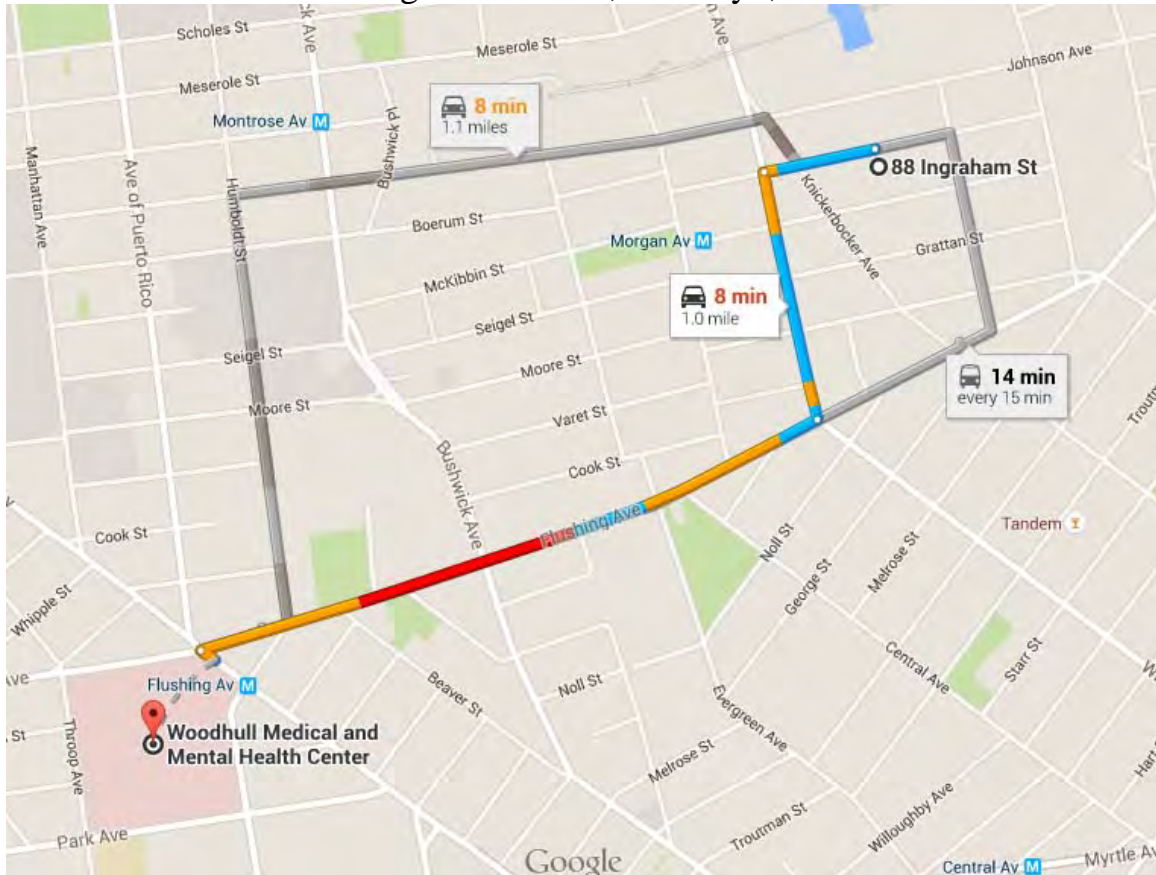 Scholes St
Meserole St
Johnson Ave
Meserole St
8 min
1.1 miles
Montrose Av M
Bushwick Pl
Manhattan Ave
Ave of Puerto Rico
Humboldt St
88 Ingraham St
Knickerbocker Ave
Boerum St
Morgan Av M
Grattan St
McKibbin St
8 min
1.0 mile
Seigel St
Seigel St
Moore St
14 min
every 15 min
Moore St
Varet St
Troutman
Bushwick Ave
Cook St
Flushing Ave
Cook St
Noll St
Tandem
Melrose St
George St
Whipple St
Starr St
Central Ave
Flushing Av M
Beaver St
Noll St
Evergreen Ave
Throop Ave
Woodhull Medical and
Mental Health Center
Melrose St
Hart
Willoughby Ave
Troutman St
Park Ave
Google
Central Av M
Myrtle Av